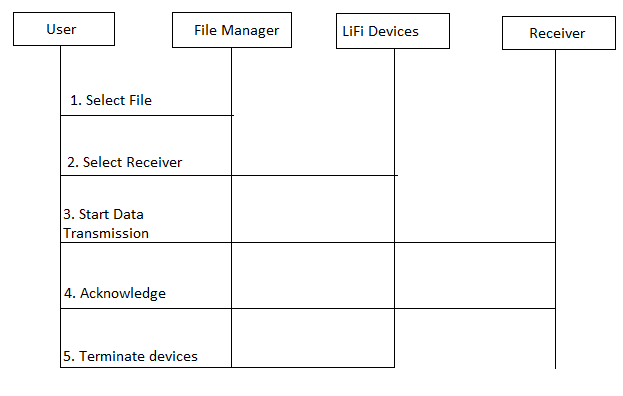 User
File Manager
LiFi Devices
Receiver
1. Select File
2. Select Receiver
3. Start Data
Transmission
4. Acknowledge
5. Terminate devices